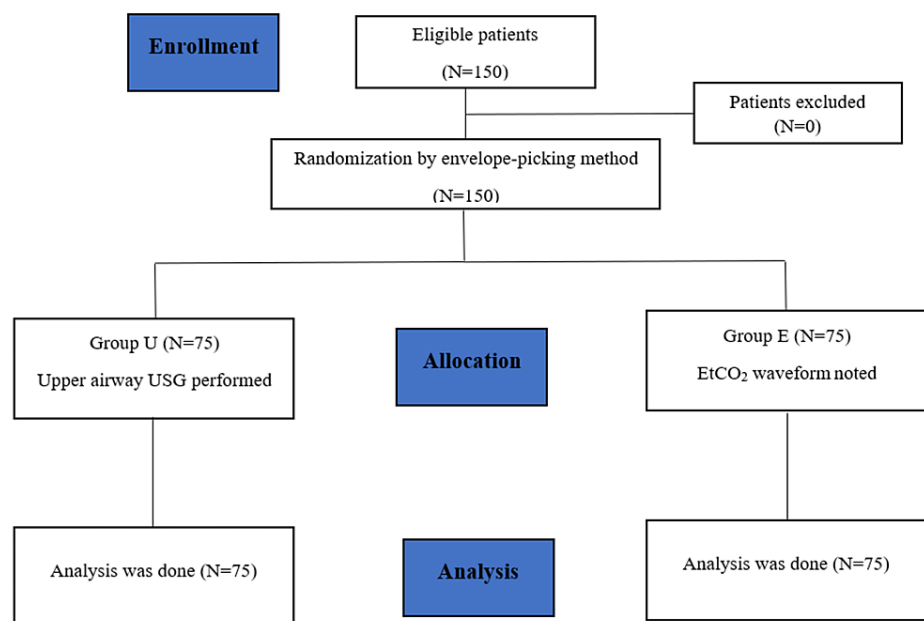 Enrollment
Eligible patients
(N=150)
Patients excluded
(N=0)
Randomization by envelope-picking method
(N=150)
Group U (N=75)
Upper airway USG performed
Allocation
Group E (N=75)
EtCO₂ waveform noted
Analysis was done (N=75)
Analysis
Analysis was done (N=75)